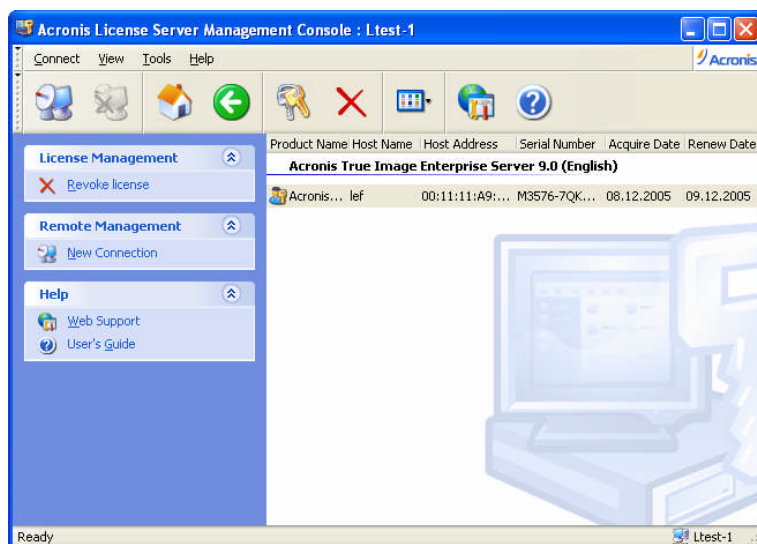 Acronis License Server Management Console : Ltest-1
Connect View Tools Help
Acronis
Product Name Host Name Host Address Serial Number Acquire Date Renew Date
Acronis True Image Enterprise Server 9.0 (English)
Acronis... lef 00:11:11:A9:... M3576-7QK... 08.12.2005 09.12.2005
License Management
Revoke license
Remote Management
New Connection
Help
Web Support
User's Guide
Ready
Ltest-1